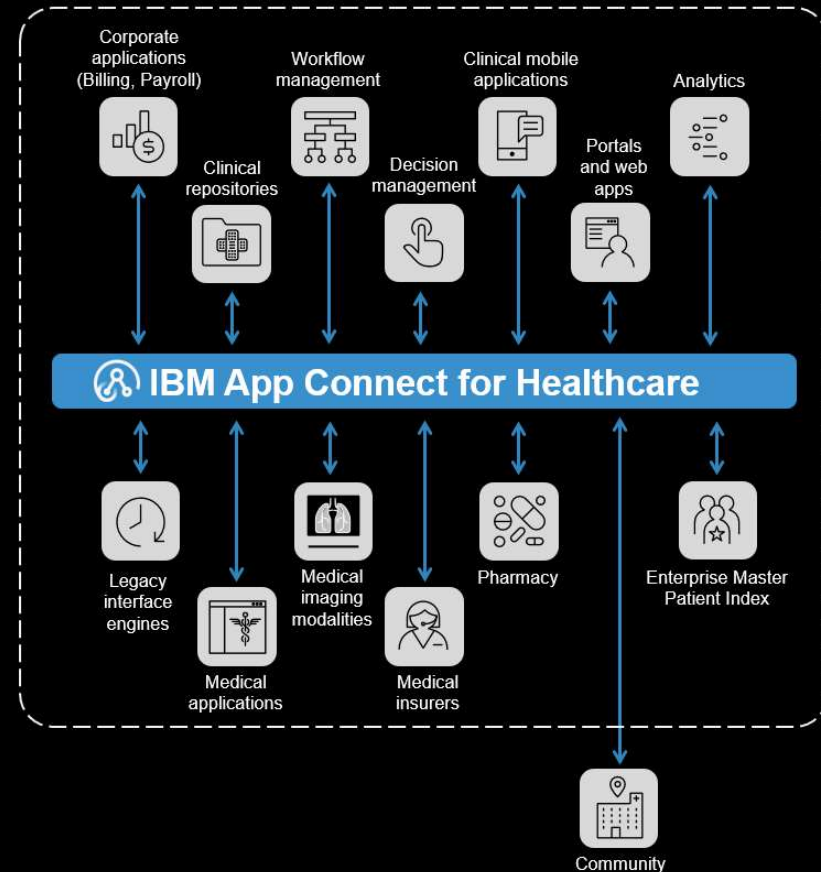 Corporate
applications
(Billing, Payroll)
Workflow
management
Clinical mobile
applications
Analytics
Clinical
repositories
Decision
management
Portals
and web
apps
IBM App Connect for Healthcare
Legacy
interface
engines
Medical
imaging
modalities
Pharmacy
Enterprise Master
Patient Index
Medical
applications
Medical
insurers
Community